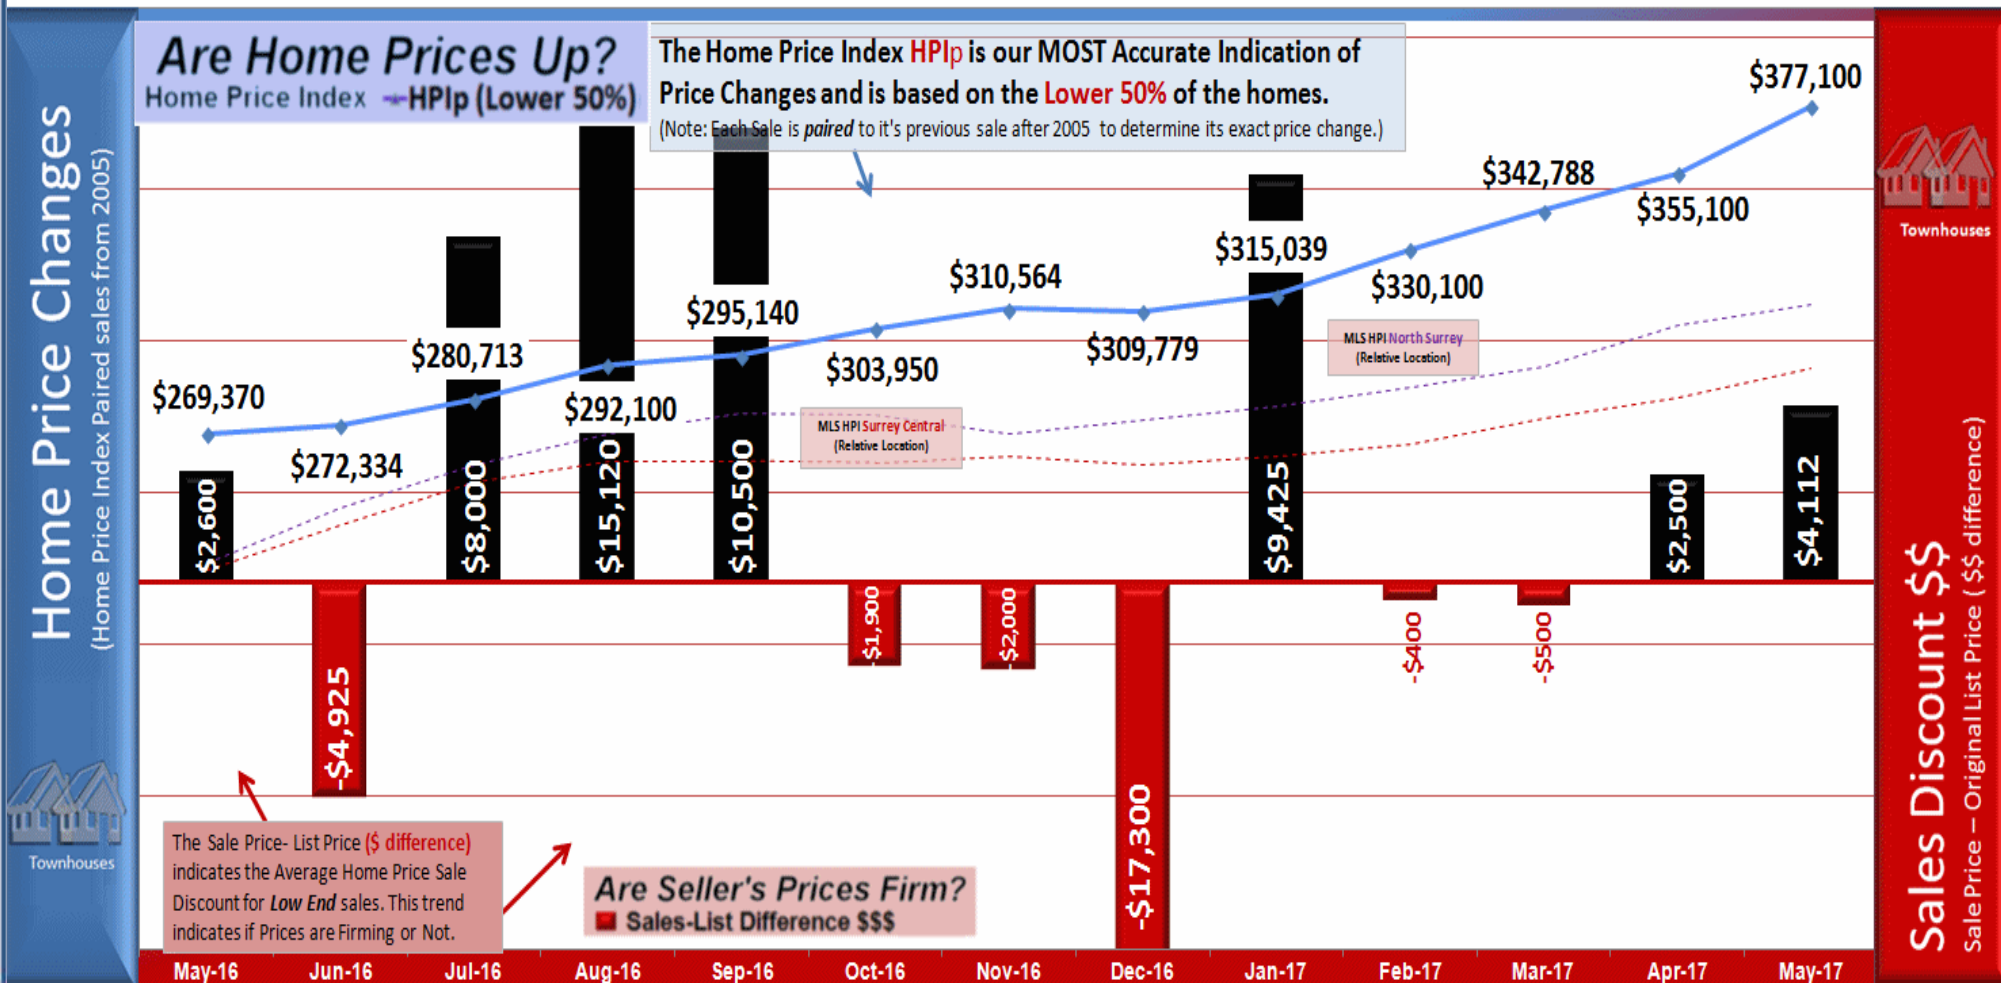 Home Price Changes
(Home Price Index Paired sales from 2005)
Townhouses
Are Home Prices Up?
Home Price Index HPIp (Lower 50%)
The Home Price Index HPIp is our MOST Accurate Indication of
Price Changes and is based on the Lower 50% of the homes.
(Note: Each Sale is paired to it's previous sale after 2005 to determine its exact price change.)
$269,370
$272,334
$280,713
$292,100
$295,140
$303,950
$310,564
$309,779
$315,039
$330,100
$342,788
$355,100
$377,100
MLS HPI North Surrey
(Relative Location)
MLS HPI Surrey Central
(Relative Location)
$2,600
-$4,925
$8,000
$15,120
$10,500
-$1,900
-$2,000
-$17,300
$9,425
-$400
-$500
$2,500
$4,112
The Sale Price- List Price ($ difference)
indicates the Average Home Price Sale
Discount for Low End sales. This trend
indicates if Prices are Firming or Not.
Are Seller's Prices Firm?
Sales-List Difference $$$
May-16 Jun-16 Jul-16 Aug-16 Sep-16 Oct-16 Nov-16 Dec-16 Jan-17 Feb-17 Mar-17 Apr-17 May-17
Townhouses
Sales Discount $$
Sale Price – Original List Price ( $$ difference)